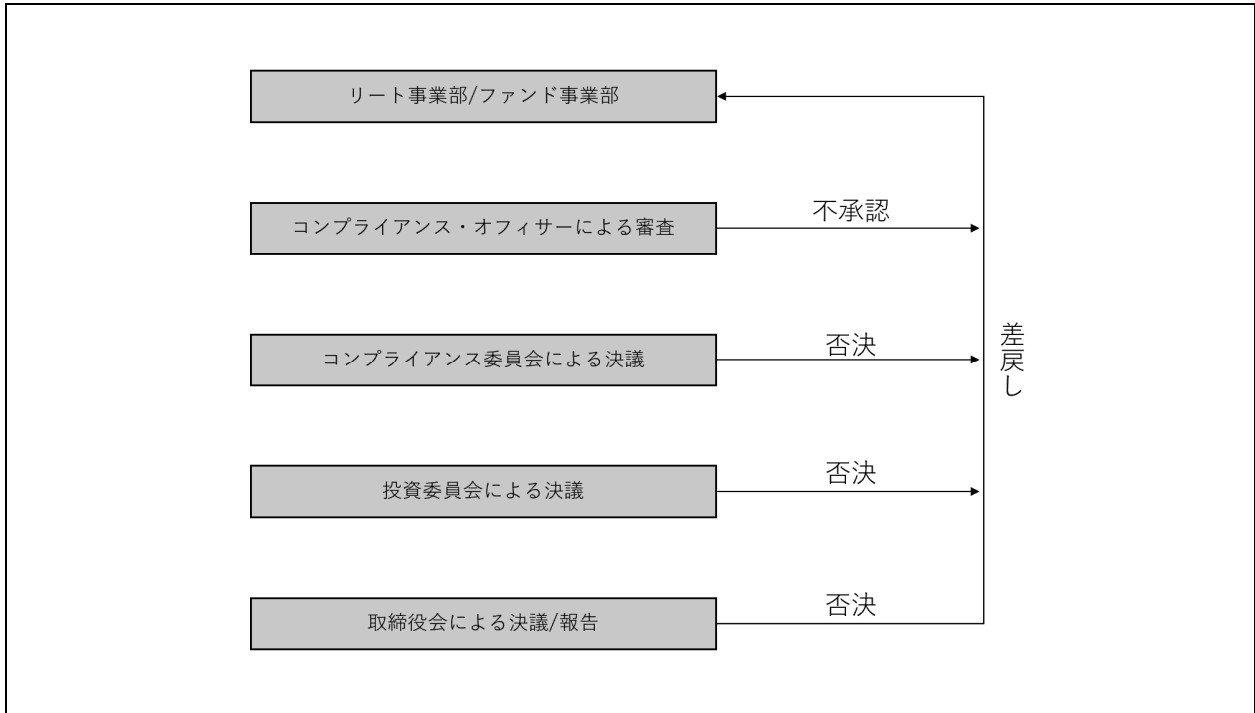 リート事業部/ファンド事業部
コンプライアンス・オフィサーによる審査
不承認
コンプライアンス委員会による決議
否決
差戻し
投資委員会による決議
否決
取締役会による決議/報告
否決